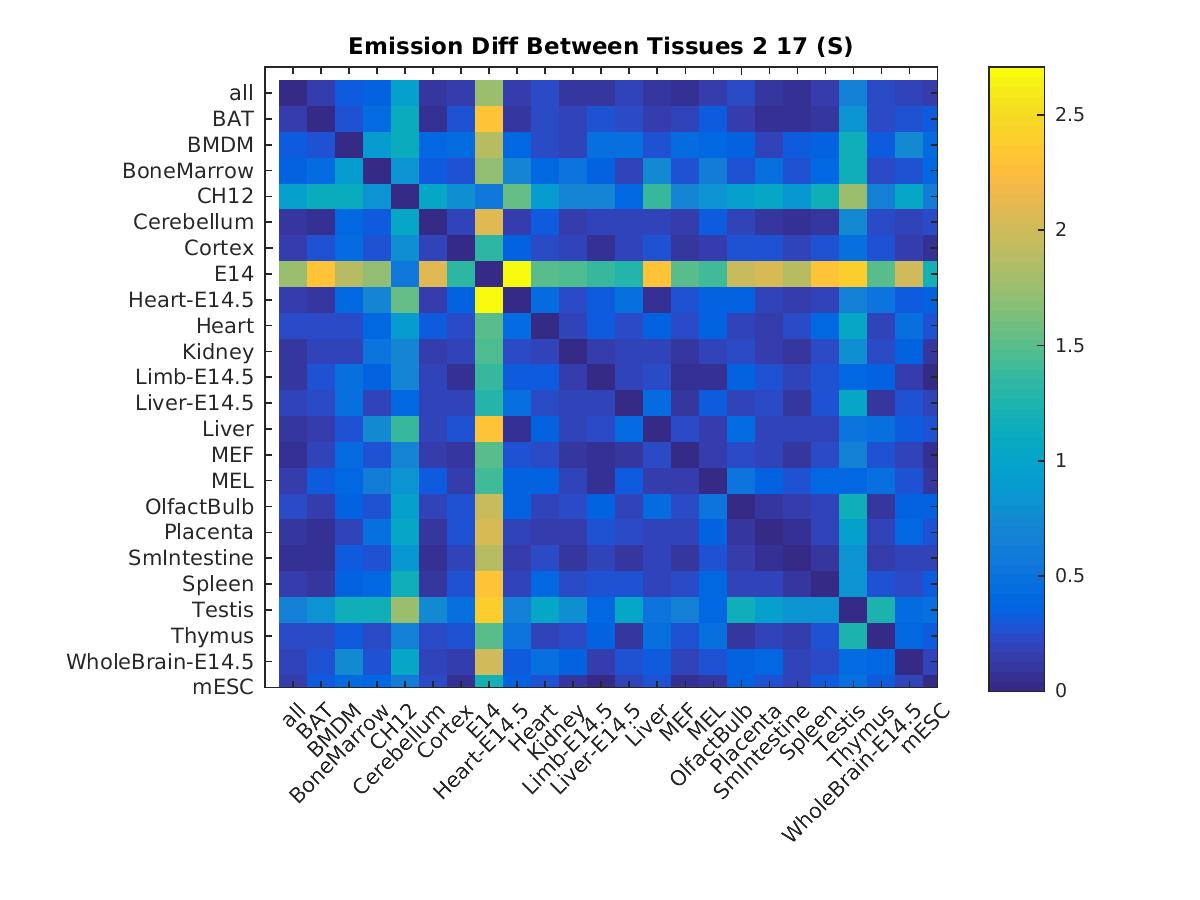 Emission Diff Between Tissues 2 17 (S)
all
BAT
BMDM
BoneMarrow
CH12
Cerebellum
Cortex
E14
Heart-E14.5
Heart
Kidney
Limb-E14.5
Liver-E14.5
Liver
MEF
MEL
OlfactBulb
Placenta
SmIntestine
Spleen
Testis
Thymus
WholeBrain-E14.5
mESC
all
BAT
BMDM
BoneMarrow
CH12
Cerebellum
Cortex
E14
Heart-E14.5
Heart
Kidney
Limb-E14.5
Liver-E14.5
Liver
MEF
MEL
OlfactBulb
Placenta
SmIntestine
Spleen
Testis
Thymus
WholeBrain-E14.5
mESC
2.5
2
1.5
1
0.5
0